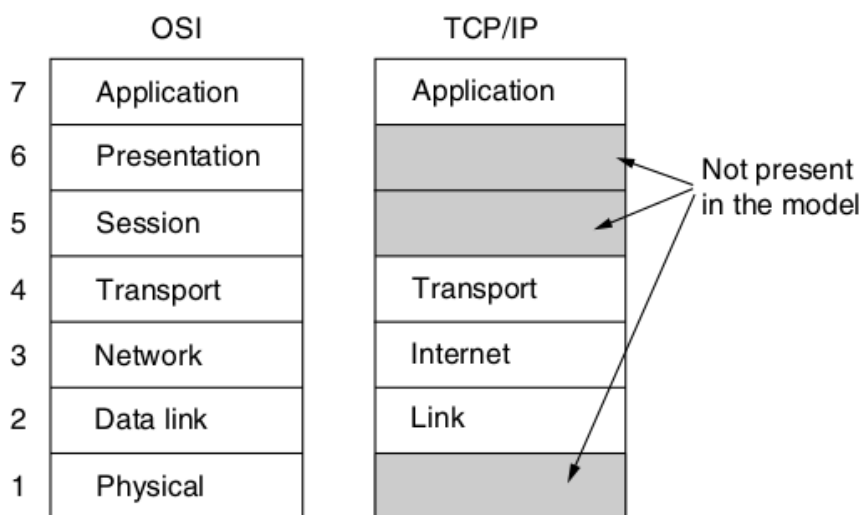 OSI TCP/IP
7 Application Application
6 Presentation
Not present
5 Session
in the model
4 Transport Transport
3 Network Internet
2 Data link Link
1 Physical